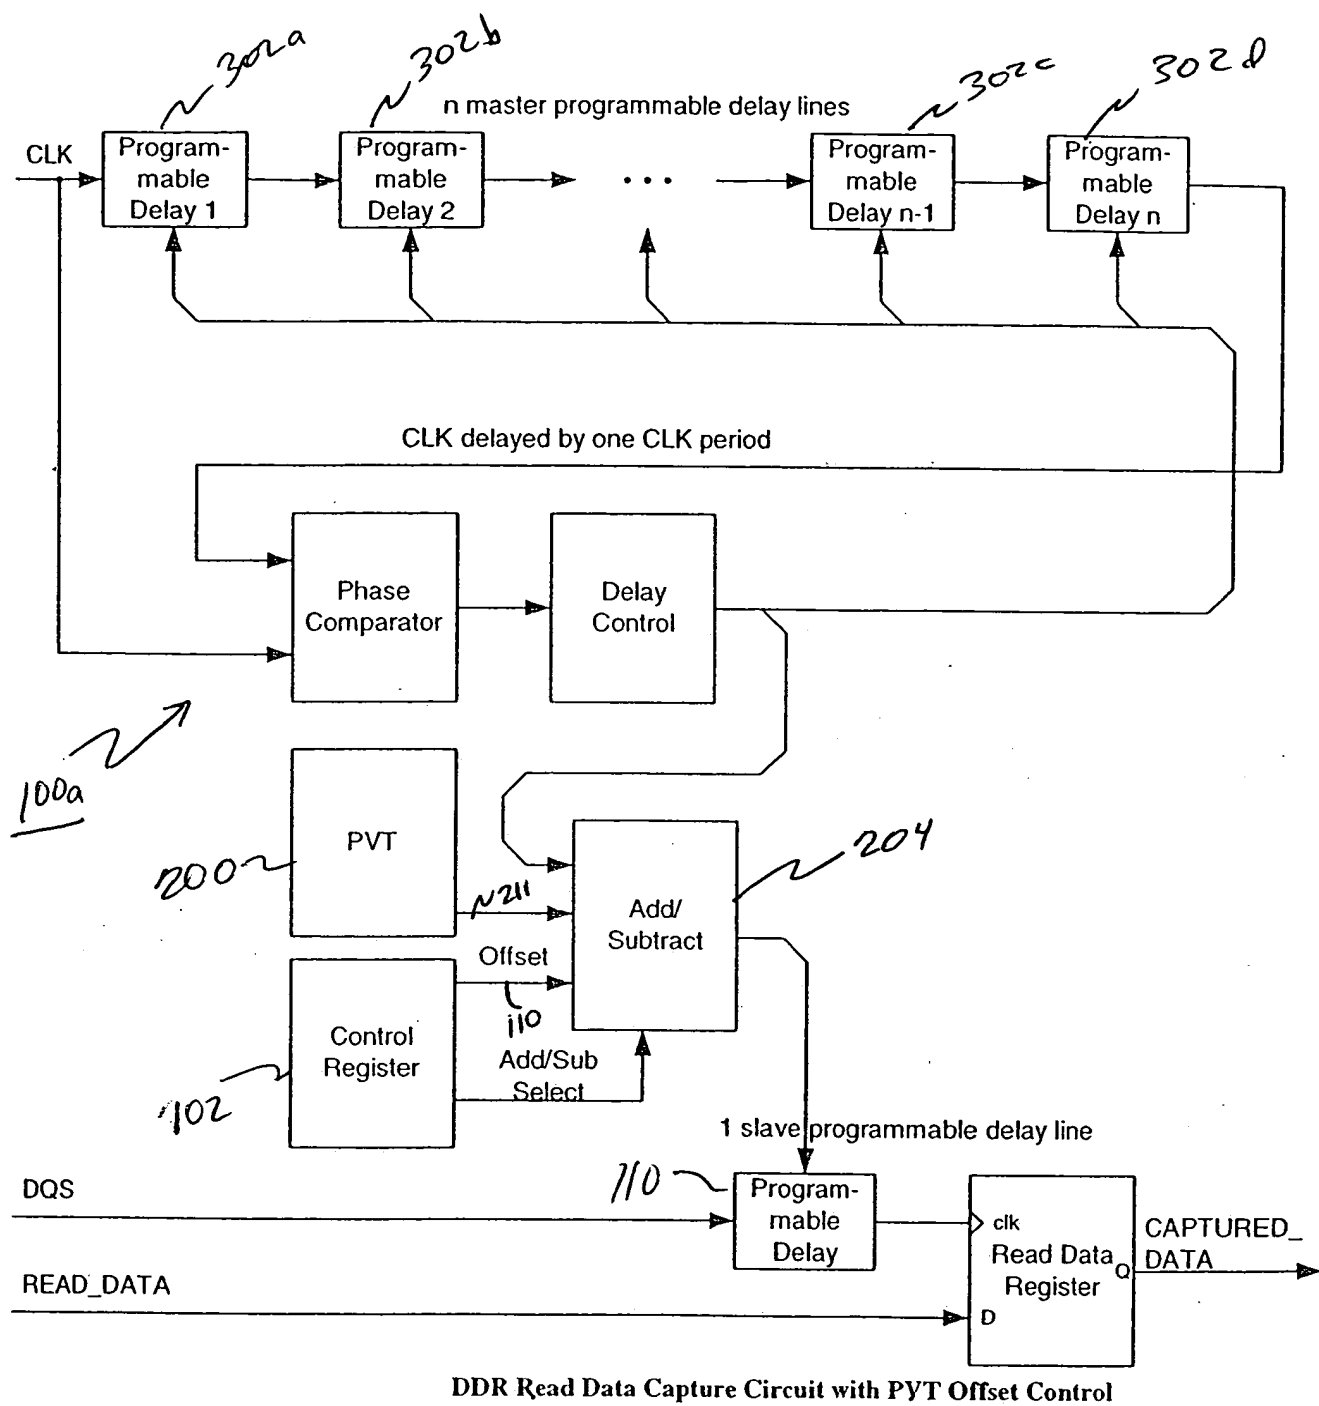 302a
302b
302c
302d
n master programmable delay lines
CLK
Program-
mable
Delay 1
Program-
mable
Delay 2
...
Program-
mable
Delay n-1
Program-
mable
Delay n
CLK delayed by one CLK period
Phase
Comparator
Delay
Control
100a
PVT
200
211
204
Add/
Subtract
Offset
110
Control
Register
Add/Sub
Select
102
1 slave programmable delay line
DQS
110
Program-
mable
Delay
clk
Read Data
Register
Q
D
CAPTURED_
DATA
READ_DATA
DDR Read Data Capture Circuit with PVT Offset Control